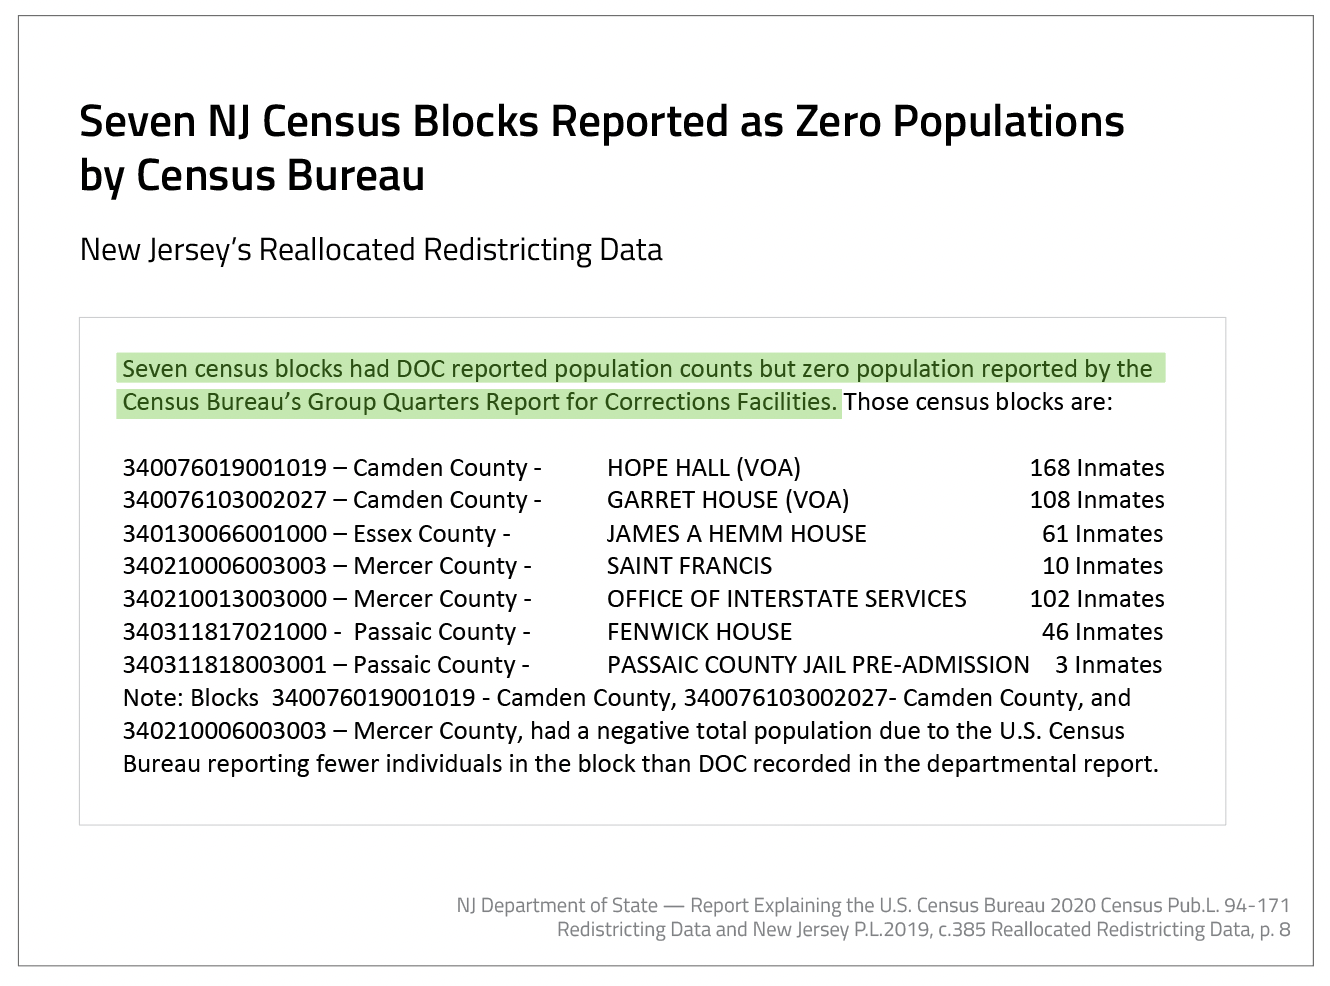 Seven NJ Census Blocks Reported as Zero Populations
by Census Bureau
New Jersey’s Reallocated Redistricting Data
Seven census blocks had DOC reported population counts but zero population reported by the
Census Bureau’s Group Quarters Report for Corrections Facilities. Those census blocks are:
340076019001019 – Camden County - HOPE HALL (VOA) 168 Inmates
340076103002027 – Camden County - GARRET HOUSE (VOA) 108 Inmates
340130066001000 – Essex County - JAMES A HEMM HOUSE 61 Inmates
340210006003003 – Mercer County - SAINT FRANCIS 10 Inmates
340210013003000 – Mercer County - OFFICE OF INTERSTATE SERVICES 102 Inmates
340311817021000 - Passaic County - FENWICK HOUSE 46 Inmates
340311818003001 – Passaic County - PASSAIC COUNTY JAIL PRE-ADMISSION 3 Inmates
Note: Blocks 340076019001019 - Camden County, 340076103002027- Camden County, and
340210006003003 – Mercer County, had a negative total population due to the U.S. Census
Bureau reporting fewer individuals in the block than DOC recorded in the departmental report.
NJ Department of State — Report Explaining the U.S. Census Bureau 2020 Census Pub.L. 94-171
Redistricting Data and New Jersey P.L.2019, c.385 Reallocated Redistricting Data, p. 8